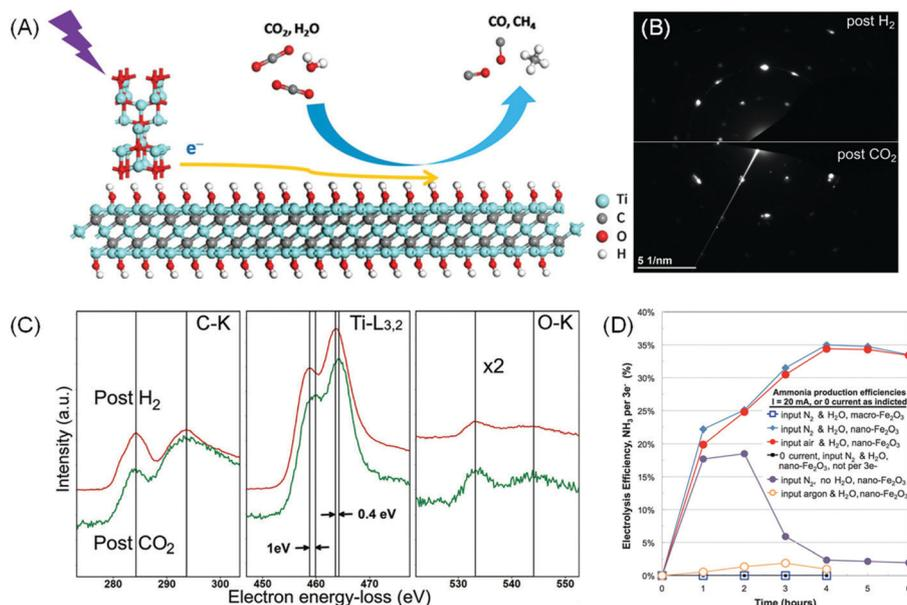 (A)
CO₂, H₂O
CO, CH₄
e⁻
Ti
C
O
H
(B)
post H₂
post CO₂
5 1/nm
(C)
C-K
Ti-L₃,₂
O-K
Post H₂
Post CO₂
x2
0.4 eV
1eV
Intensity (a.u.)
280
290
300
450
460
470
530
540
550
Electron energy-loss (eV)
(D)
Electrolysis Efficiency, NH₃ per 3e⁻ (%)
40%
35%
30%
25%
20%
15%
10%
5%
0%
Ammonia production efficiencies
I = 20 mA, or 0 current as indicted
input N₂ & H₂O, macro-Fe₂O₃
input N₂ & H₂O, nano-Fe₂O₃
input air & H₂O, nano-Fe₂O₃
0 current, input N₂ & H₂O,
nano-Fe₂O₃, not per 3e-
input N₂, no H₂O, nano-Fe₂O₃
input argon & H₂O, nano-Fe₂O₃
0
1
2
3
4
5
Time (hours)